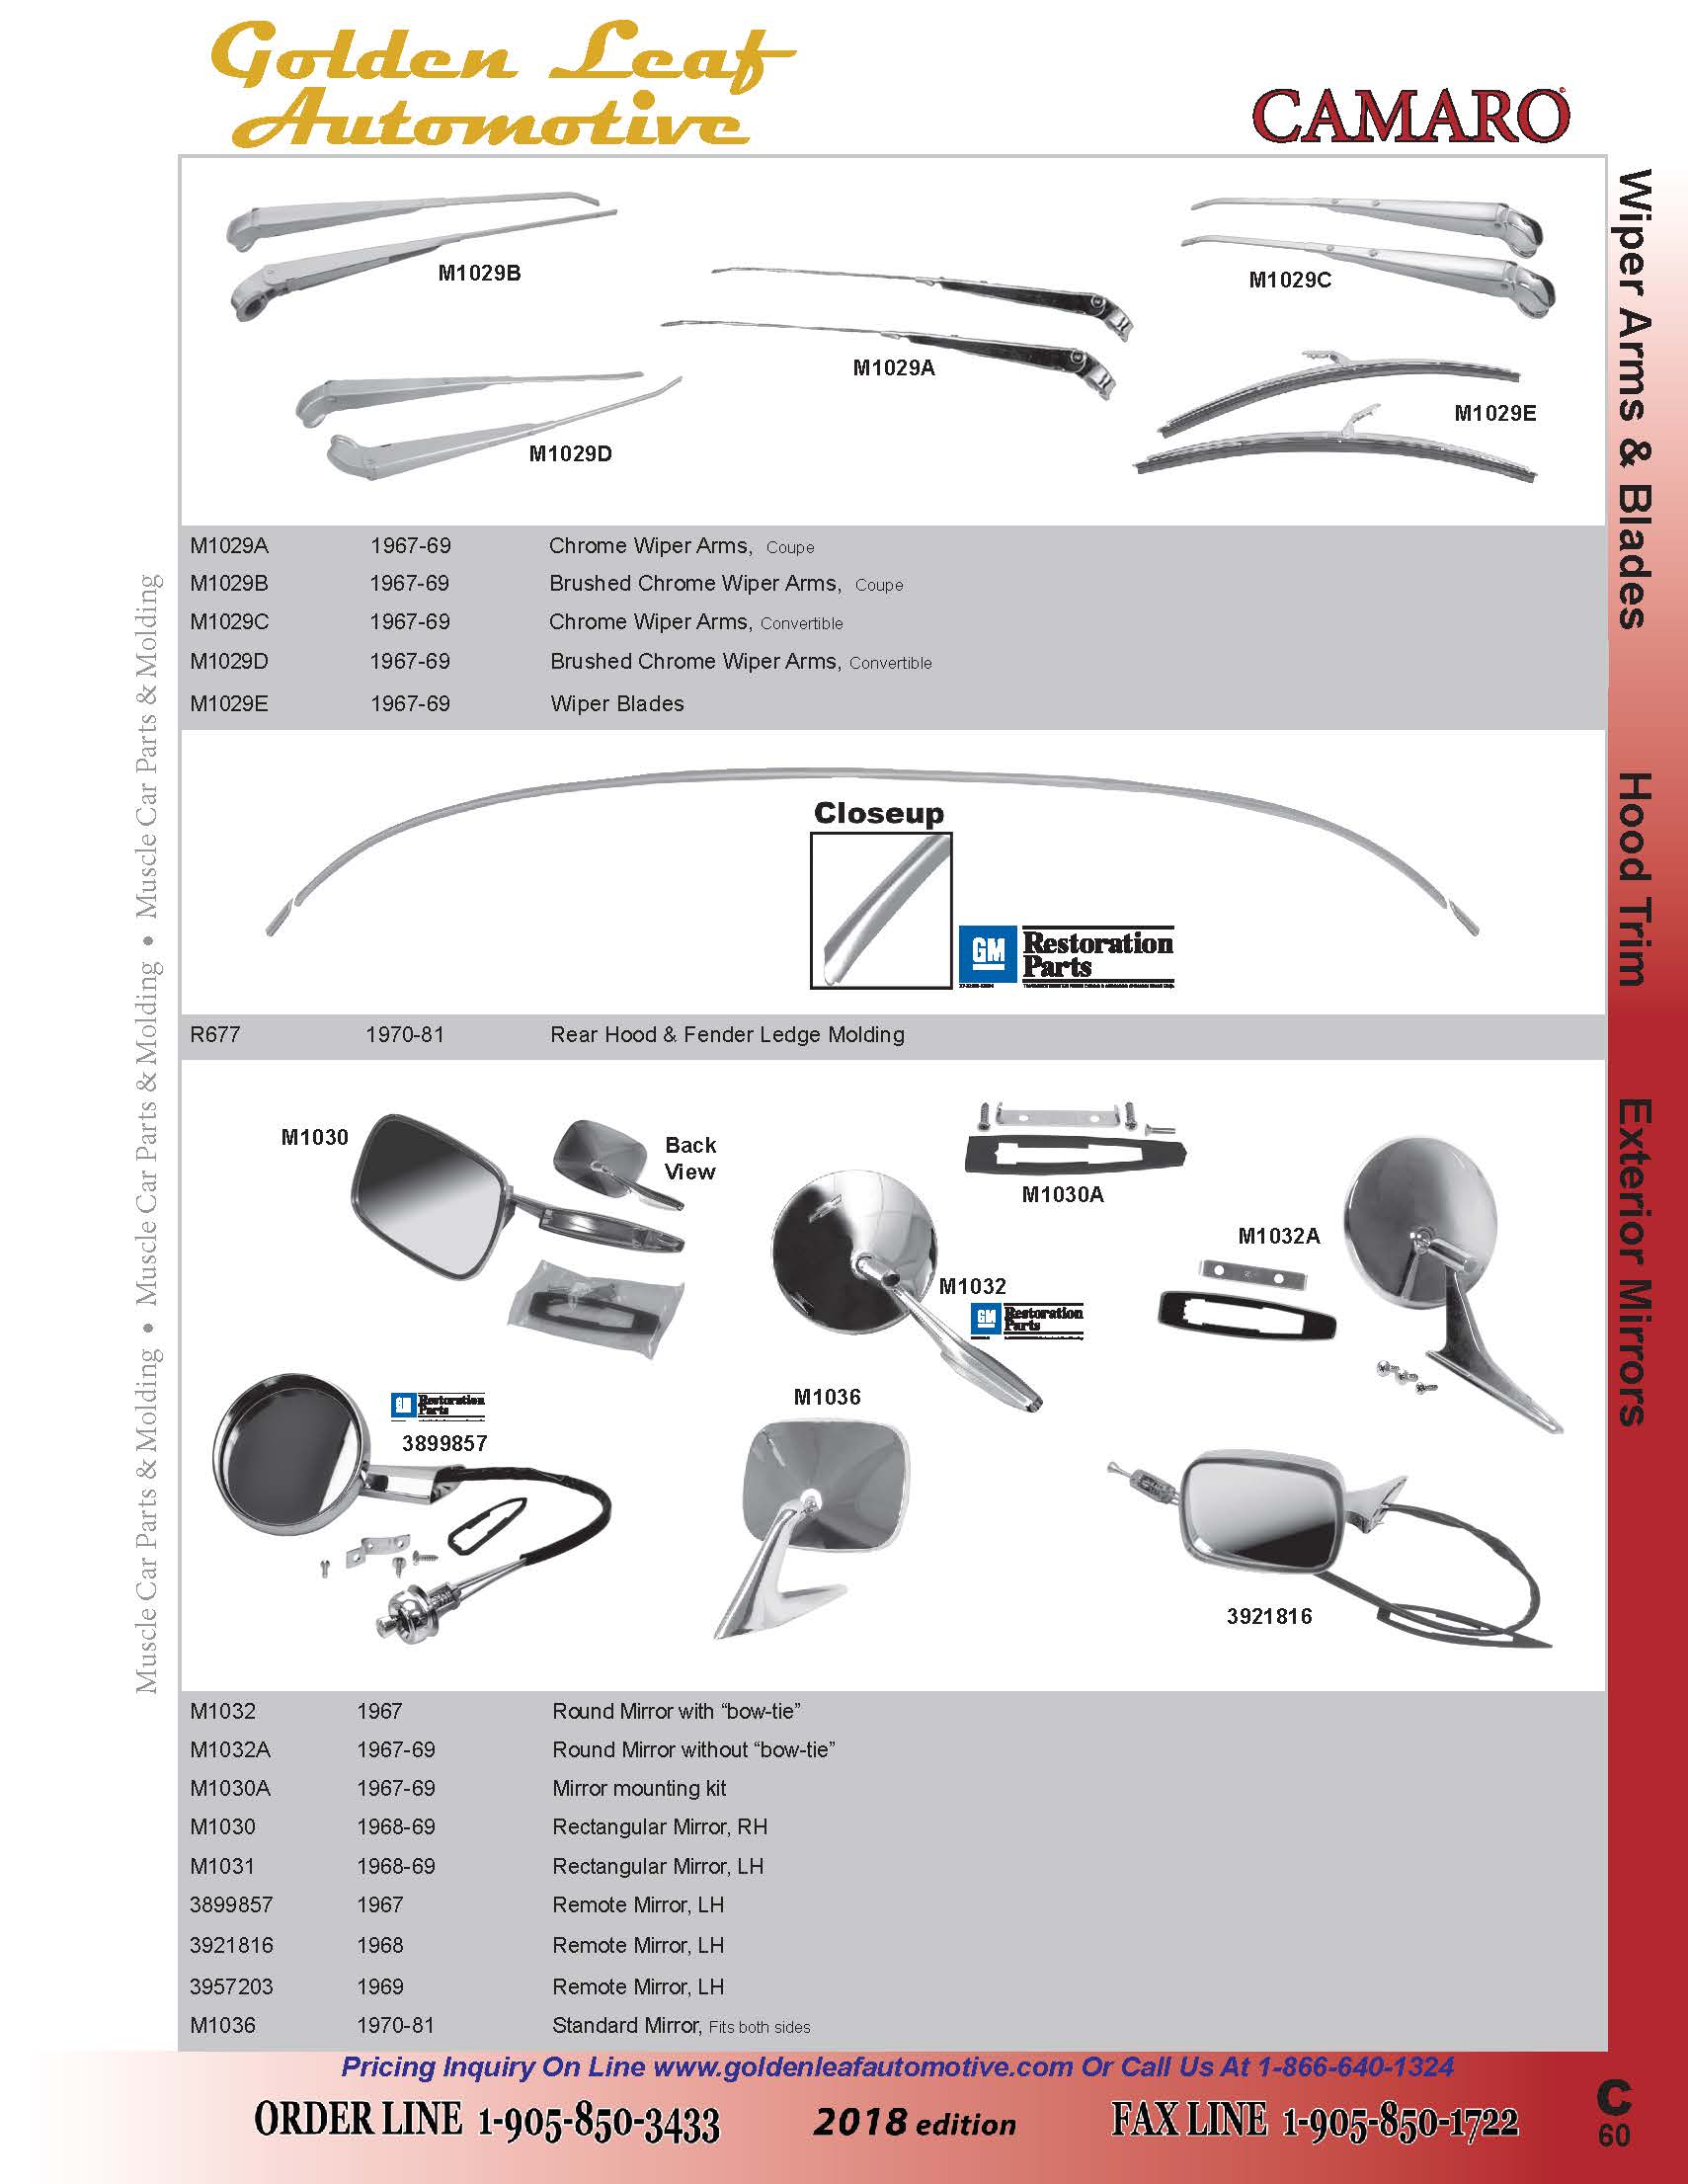 Golden Leaf
Automotive
CAMARO®
Wiper Arms & Blades
Hood Trim
Exterior Mirrors
Muscle Car Parts & Molding • Muscle Car Parts & Molding • Muscle Car Parts & Molding
M1029B
M1029A
M1029C
M1029D
M1029E
M1029A 1967-69 Chrome Wiper Arms, Coupe
M1029B 1967-69 Brushed Chrome Wiper Arms, Coupe
M1029C 1967-69 Chrome Wiper Arms, Convertible
M1029D 1967-69 Brushed Chrome Wiper Arms, Convertible
M1029E 1967-69 Wiper Blades
Closeup
GM Restoration
Parts
R677 1970-81 Rear Hood & Fender Ledge Molding
M1030
Back
View
M1030A
M1032A
M1032
GM Restoration
Parts
GM Restoration
Parts
3899857
M1036
3921816
M1032 1967 Round Mirror with “bow-tie”
M1032A 1967-69 Round Mirror without “bow-tie”
M1030A 1967-69 Mirror mounting kit
M1030 1968-69 Rectangular Mirror, RH
M1031 1968-69 Rectangular Mirror, LH
3899857 1967 Remote Mirror, LH
3921816 1968 Remote Mirror, LH
3957203 1969 Remote Mirror, LH
M1036 1970-81 Standard Mirror, Fits both sides
Pricing Inquiry On Line www.goldenleafautomotive.com Or Call Us At 1-866-640-1324
ORDER LINE 1-905-850-3433 2018 edition FAX LINE 1-905-850-1722
C
60